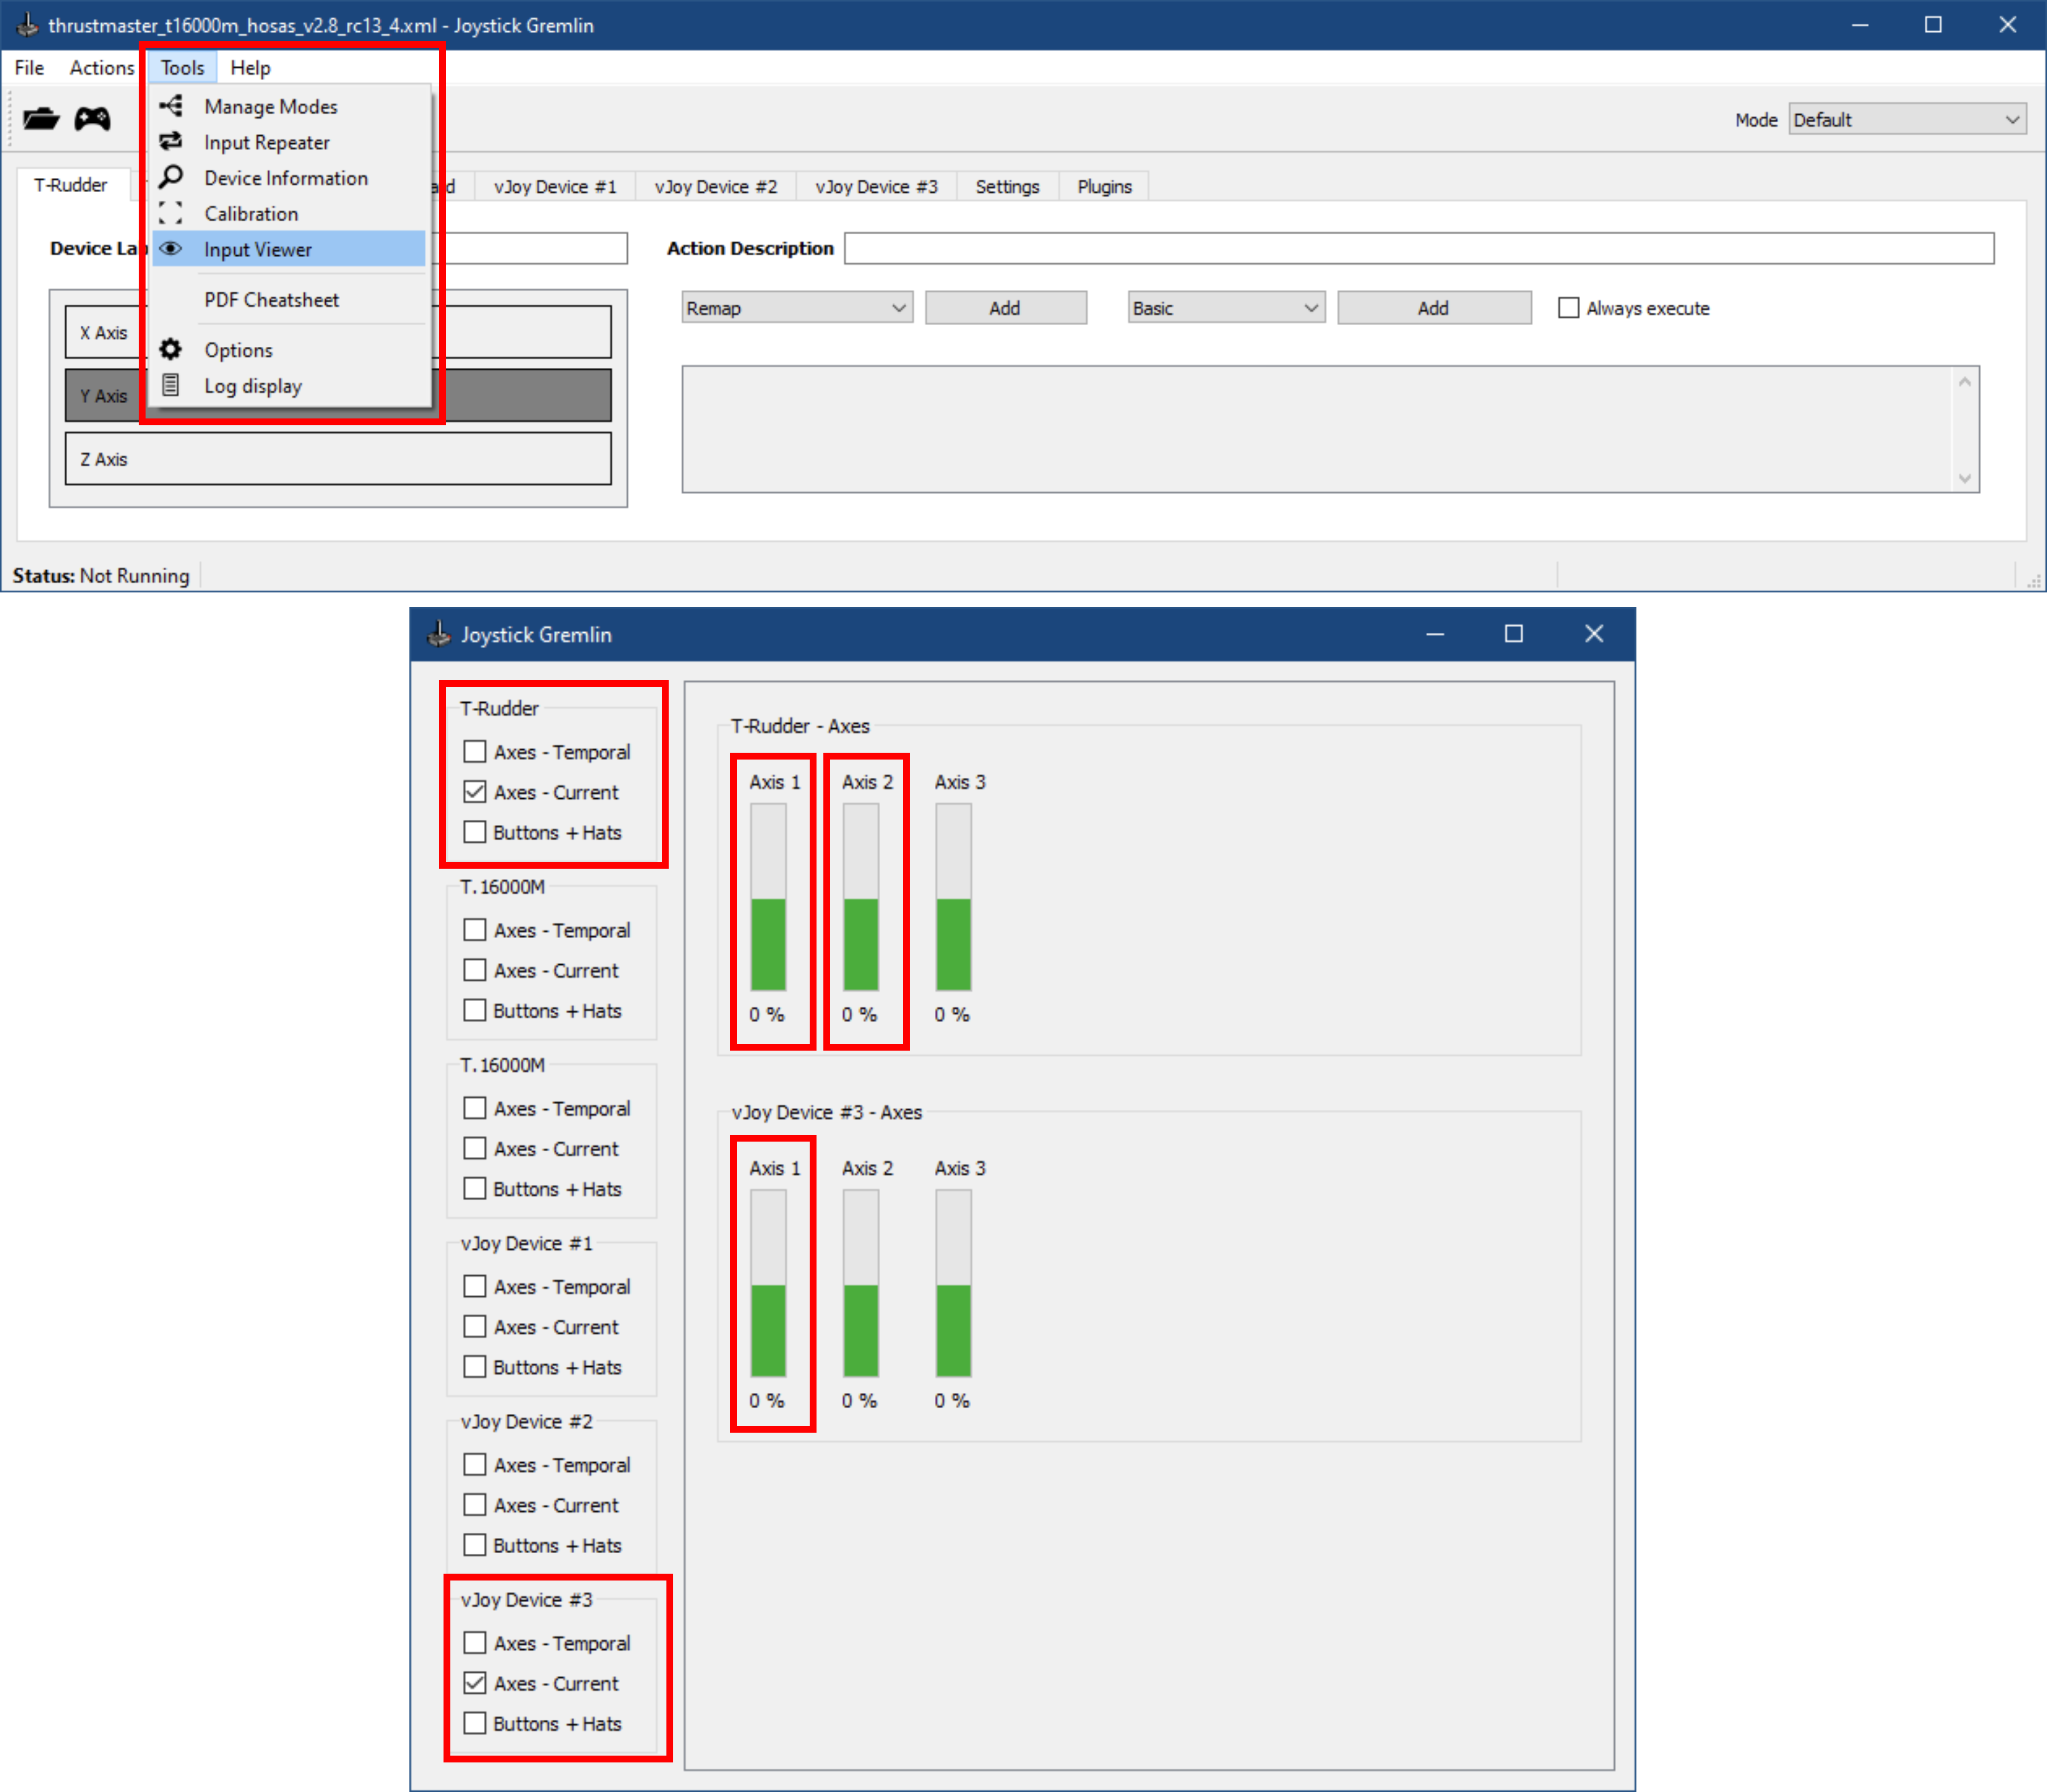 thrustmaster_t16000m_hosas_v2.8_rc13_4.xml - Joystick Gremlin
File Actions Tools Help
Manage Modes
Input Repeater
Device Information
Calibration
Input Viewer
PDF Cheatsheet
Options
Log display
Mode Default
T-Rudder
vJoy Device #1 vJoy Device #2 vJoy Device #3 Settings Plugins
Device
Action Description
Remap Add Basic Add Always execute
X Axis
Y Axis
Z Axis
Status: Not Running
Joystick Gremlin
T-Rudder
Axes - Temporal
Axes - Current
Buttons + Hats
T.16000M
Axes - Temporal
Axes - Current
Buttons + Hats
T.16000M
Axes - Temporal
Axes - Current
Buttons + Hats
vJoy Device #1
Axes - Temporal
Axes - Current
Buttons + Hats
vJoy Device #2
Axes - Temporal
Axes - Current
Buttons + Hats
vJoy Device #3
Axes - Temporal
Axes - Current
Buttons + Hats
T-Rudder - Axes
Axis 1 Axis 2 Axis 3
0 % 0 % 0 %
vJoy Device #3 - Axes
Axis 1 Axis 2 Axis 3
0 % 0 % 0 %